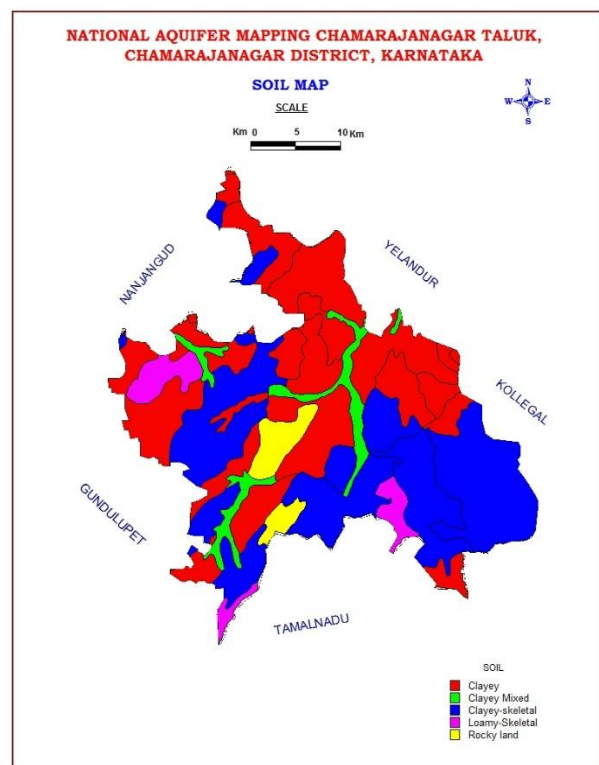 NATIONAL AQUIFER MAPPING CHAMARAJANAGAR TALUK,
CHAMARAJANAGAR DISTRICT, KARNATAKA
SOIL MAP
SCALE
Km 0 5 10 Km
N
W E
S
NANJANGUD
YELANDUR
KOLLEGAL
GUNDULUPET
TAMALNADU
SOIL
Clayey
Clayey Mixed
Clayey-skeletal
Loamy-Skeletal
Rocky land